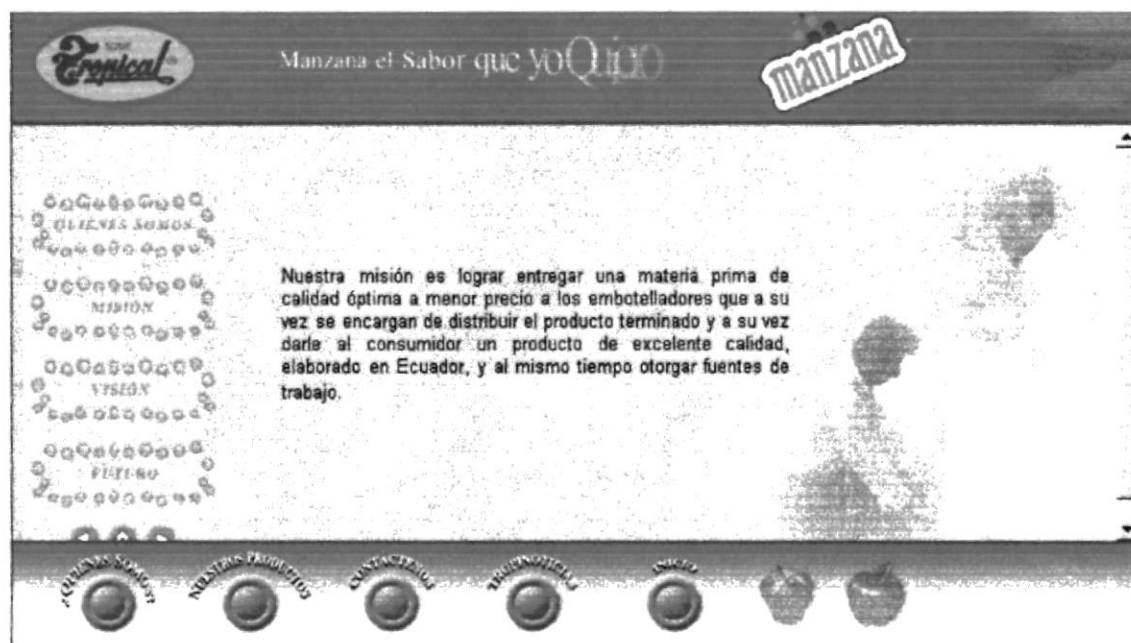 Tropical
Manzana el Sabor que yo Quiero
manzana
QUIENES SOMOS
MISIÓN
VISIÓN
FUTURO
Nuestra misión es lograr entregar una materia prima de
calidad óptima a menor precio a los embotelladores que a su
vez se encargan de distribuir el producto terminado y a su vez
darle al consumidor un producto de excelente calidad,
elaborado en Ecuador, y al mismo tiempo otorgar fuentes de
trabajo.
¿QUIENES SOMOS?
NUESTROS PRODUCTOS
CONTACTENOS
TROPINOTICIAS
INICIO